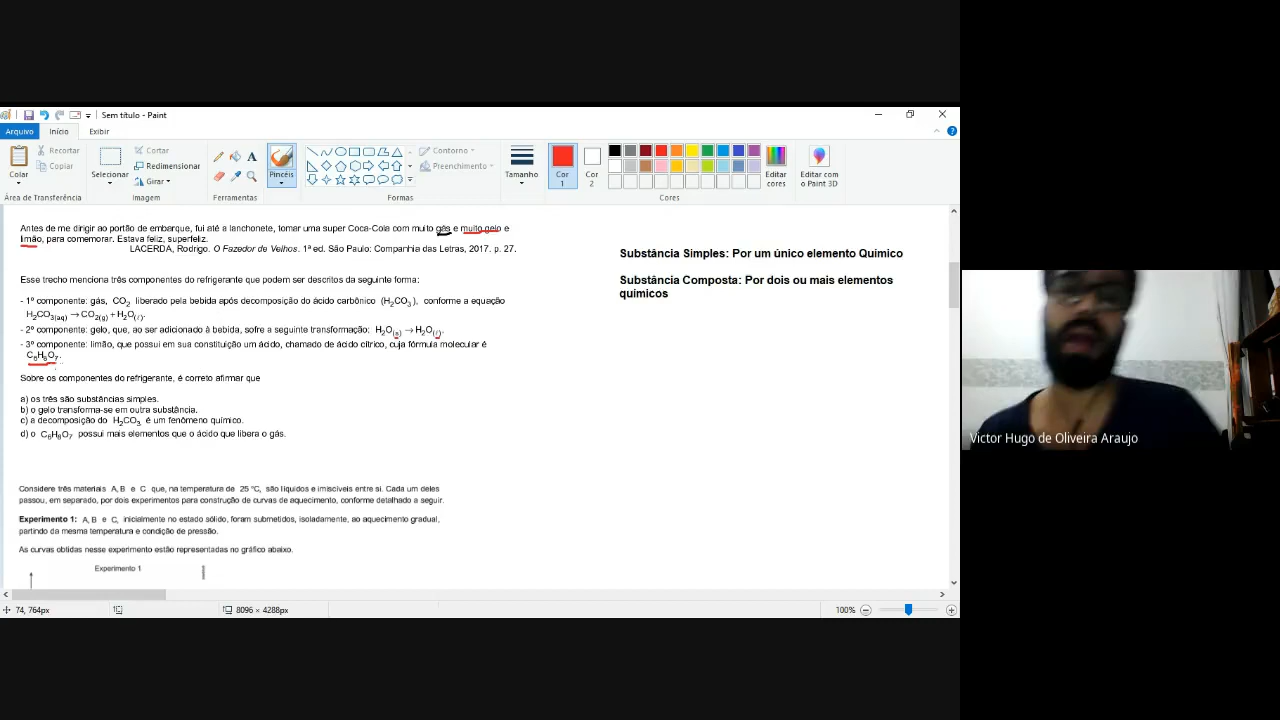 Sem título - Paint
Arquivo Início Exibir
Colar
Recortar
Copiar
Área de Transferência
Selecionar
Cortar
Redimensionar
Girar
Imagem
Pincéis
Ferramentas
Contorno
Preenchimento
Formas
Tamanho
Cor 1
Cor 2
Editar cores
Editar com o Paint 3D
Cores
Antes de me dirigir ao portão de embarque, fui até a lanchonete, tomar uma super Coca-Cola com muito gás e muito gelo e
limão, para comemorar. Estava feliz, superfeliz.
LACERDA, Rodrigo. O Fazedor de Velhos. 1ª ed. São Paulo: Companhia das Letras, 2017. p. 27.
Esse trecho menciona três componentes do refrigerante que podem ser descritos da seguinte forma:
- 1º componente: gás, CO2 liberado pela bebida após decomposição do ácido carbônico (H2CO3), conforme a equação
H2CO3(aq) → CO2(g) + H2O(ℓ).
- 2º componente: gelo, que, ao ser adicionado à bebida, sofre a seguinte transformação: H2O(s) → H2O(ℓ).
- 3º componente: limão, que possui em sua constituição um ácido, chamado de ácido cítrico, cuja fórmula molecular é
C6H8O7.
Sobre os componentes do refrigerante, é correto afirmar que
a) os três são substâncias simples.
b) o gelo transforma-se em outra substância.
c) a decomposição do H2CO3 é um fenômeno químico.
d) o C6H8O7 possui mais elementos que o ácido que libera o gás.
Considere três materiais A, B e C que, na temperatura de 25 °C, são líquidos e imiscíveis entre si. Cada um deles
passou, em separado, por dois experimentos para construção de curvas de aquecimento, conforme detalhado a seguir.
Experimento 1: A, B e C, inicialmente no estado sólido, foram submetidos, isoladamente, ao aquecimento gradual,
partindo da mesma temperatura e condição de pressão.
As curvas obtidas nesse experimento estão representadas no gráfico abaixo.
Experimento 1
Substância Simples: Por um único elemento Químico
Substância Composta: Por dois ou mais elementos
químicos
74, 764px
8096 × 4288px
100%
Victor Hugo de Oliveira Araujo